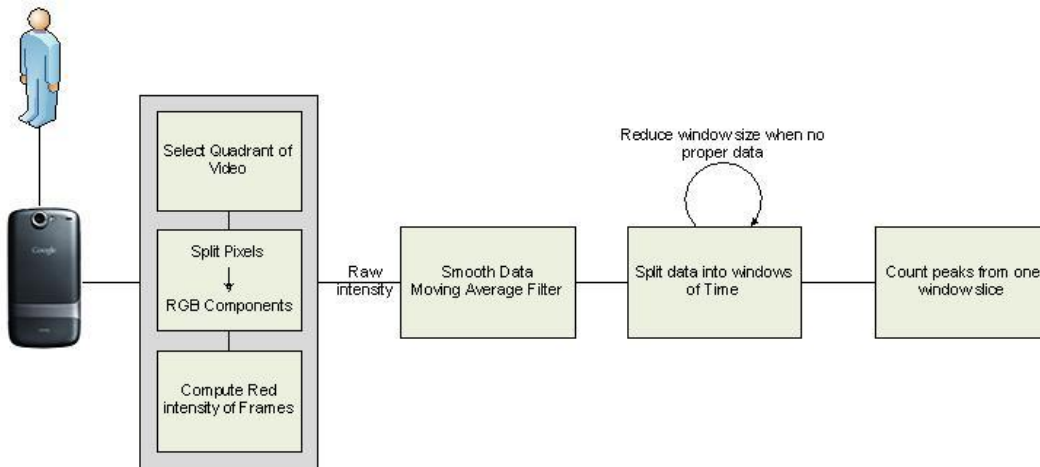 Select Quadrant of
Video
Split Pixels
RGB Components
Compute Red
intensity of Frames
Google
Raw
intensity
Smooth Data
Moving Average Filter
Reduce window size when no
proper data
Split data into windows
of Time
Count peaks from one
window slice